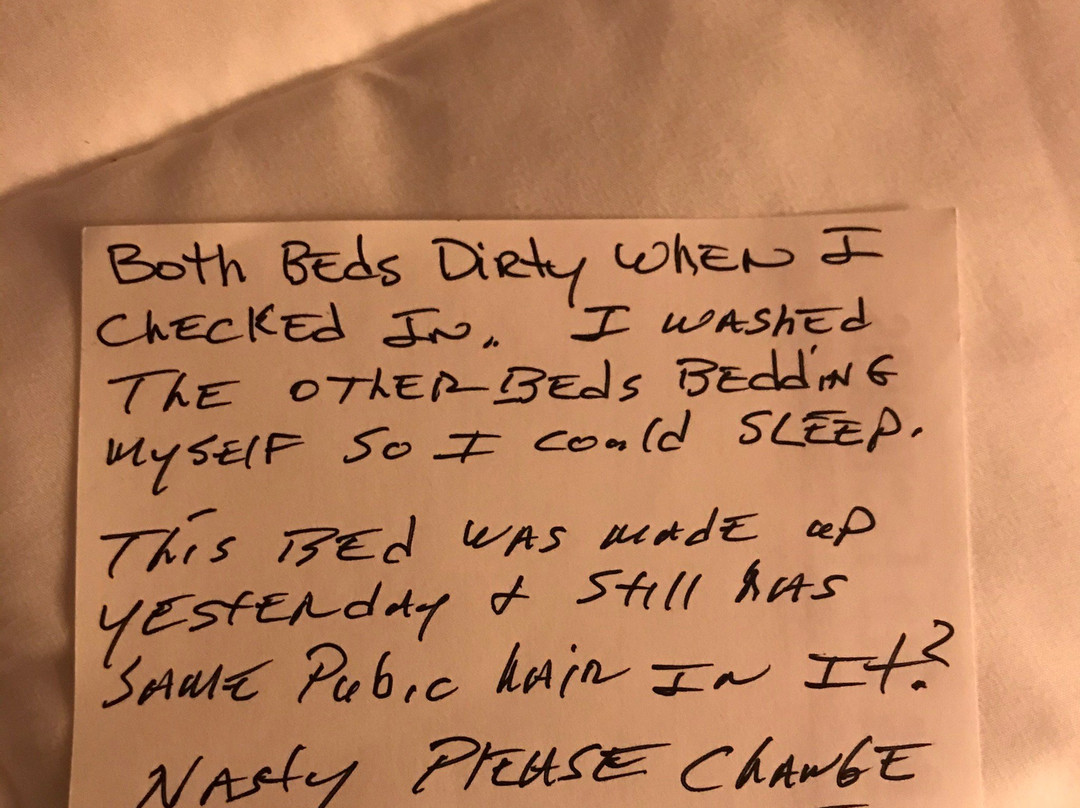 Both Beds Dirty when I
Checked In. I washed
The other Beds Bedding
myself so I could SLEEP.
This Bed was made up
yesterday & still has
same Pubic hair In It?
Nasty Please Change